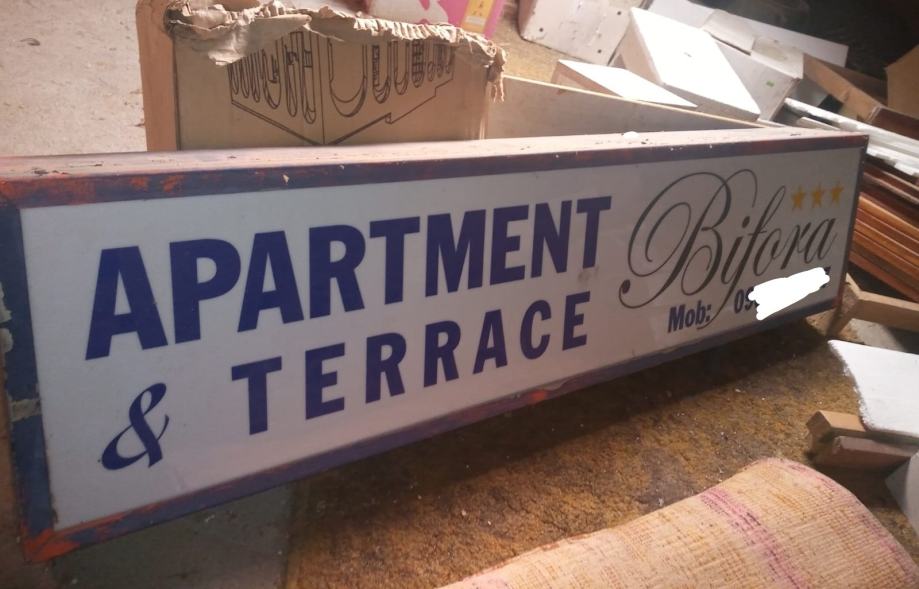 APARTMENT
& TERRACE
Bifora
Mob: